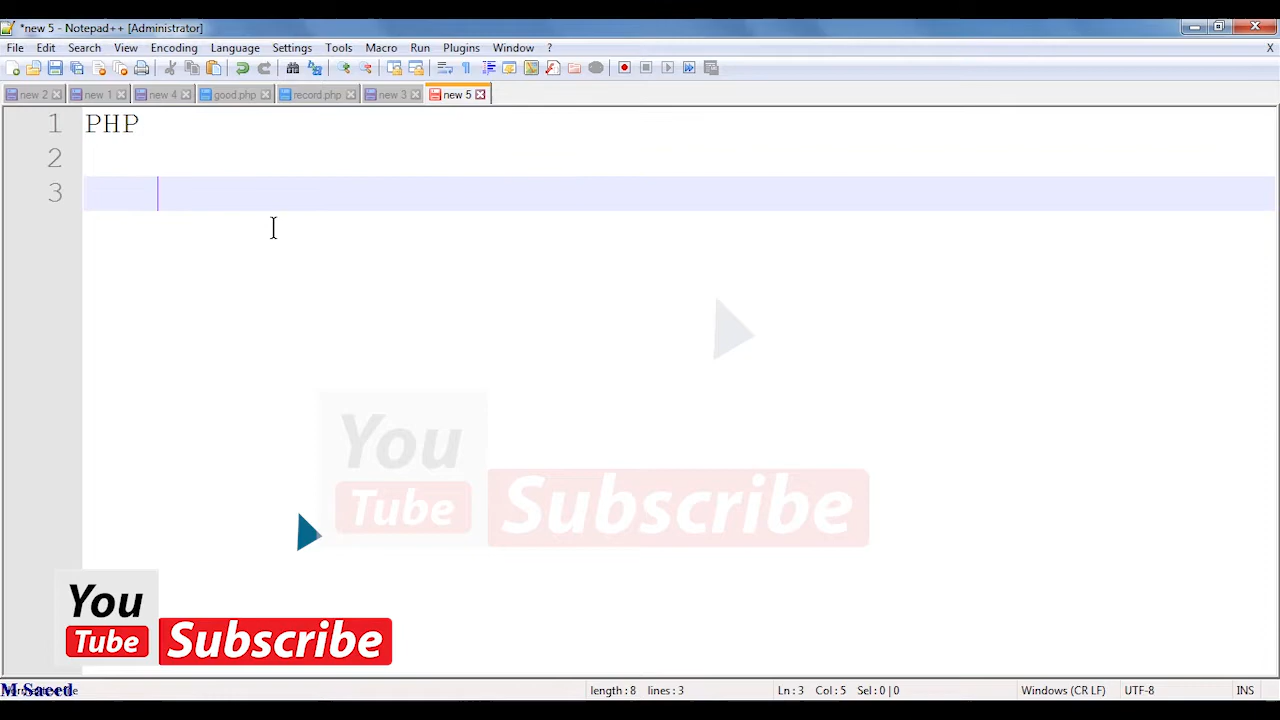 *new 5 - Notepad++ [Administrator]
File Edit Search View Encoding Language Settings Tools Macro Run Plugins Window ? X
new 2 new 1 new 4 good.php record.php new 3 new 5
1 PHP
2
3
You
Tube Subscribe
You
Tube Subscribe
M Saeed
length : 8 lines : 3 Ln : 3 Col : 5 Sel : 0 | 0 Windows (CR LF) UTF-8 INS